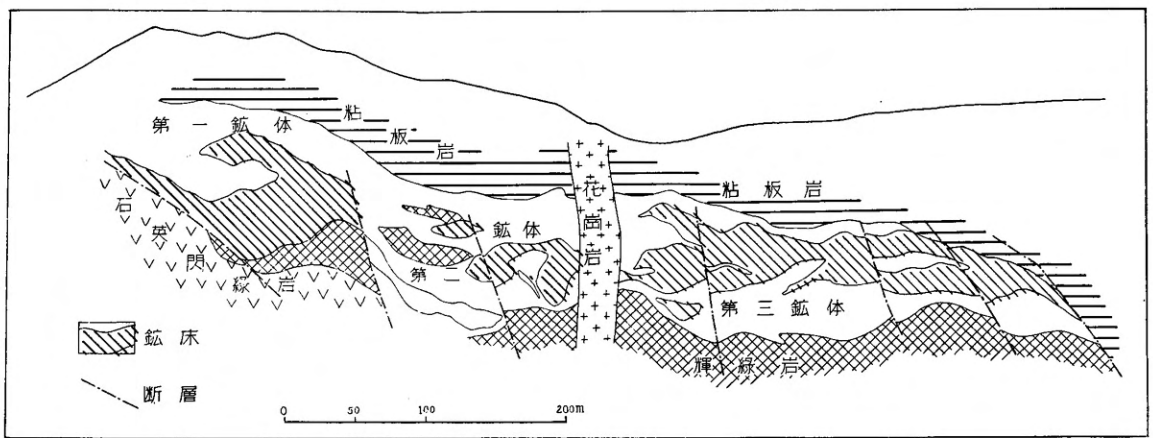 第一鉱体
粘板岩
粘板岩
石英閃緑岩
花崗岩
鉱体
第二
第三鉱体
輝緑岩
鉱床
断層
0 50 100 200m